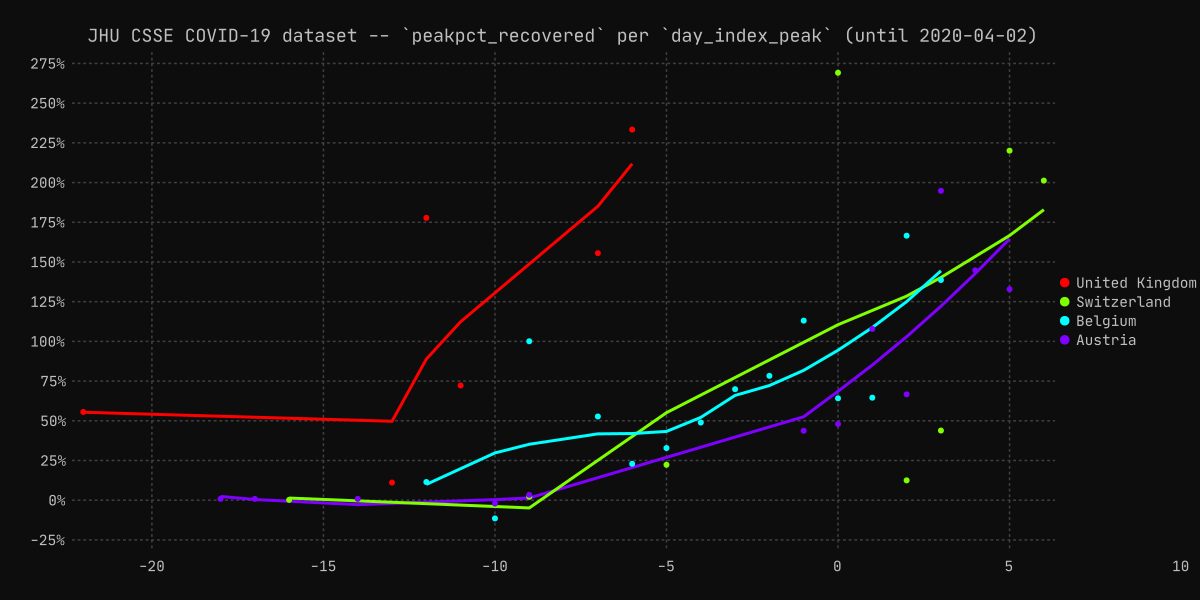 JHU CSSE COVID-19 dataset -- `peakpct_recovered` per `day_index_peak` (until 2020-04-02)
275%
250%
225%
200%
175%
150%
125%
100%
75%
50%
25%
0%
-25%
-20 -15 -10 -5 0 5 10
United Kingdom
Switzerland
Belgium
Austria